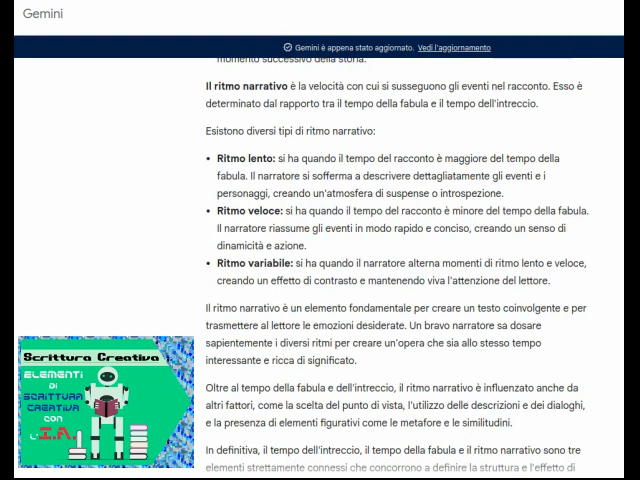 Gemini
Gemini è appena stato aggiornato. Vedi l'aggiornamento
momento successivo della storia.
Il ritmo narrativo è la velocità con cui si susseguono gli eventi nel racconto. Esso è
determinato dal rapporto tra il tempo della fabula e il tempo dell'intreccio.
Esistono diversi tipi di ritmo narrativo:
• Ritmo lento: si ha quando il tempo del racconto è maggiore del tempo della
fabula. Il narratore si sofferma a descrivere dettagliatamente gli eventi e i
personaggi, creando un'atmosfera di suspense o introspezione.
• Ritmo veloce: si ha quando il tempo del racconto è minore del tempo della fabula.
Il narratore riassume gli eventi in modo rapido e conciso, creando un senso di
dinamicità e azione.
• Ritmo variabile: si ha quando il narratore alterna momenti di ritmo lento e veloce,
creando un effetto di contrasto e mantenendo viva l'attenzione del lettore.
Il ritmo narrativo è un elemento fondamentale per creare un testo coinvolgente e per
trasmettere al lettore le emozioni desiderate. Un bravo narratore sa dosare
sapientemente i diversi ritmi per creare un'opera che sia allo stesso tempo
interessante e ricca di significato.
Oltre al tempo della fabula e dell'intreccio, il ritmo narrativo è influenzato anche da
altri fattori, come la scelta del punto di vista, l'utilizzo delle descrizioni e dei dialoghi,
e la presenza di elementi figurativi come le metafore e le similitudini.
In definitiva, il tempo dell'intreccio, il tempo della fabula e il ritmo narrativo sono tre
elementi strettamente connessi che concorrono a definire la struttura e l'effetto di
Scrittura Creativa
ELEMENTI
DI
SCRITTURA
CREATIVA
CON
L'I.A.